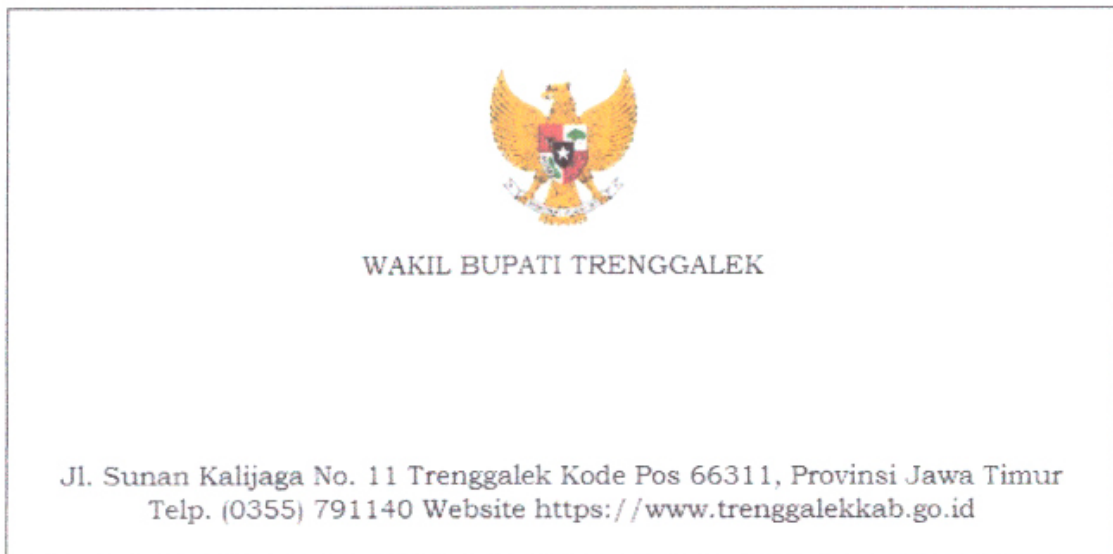 WAKIL BUPATI TRENGGALEK
Jl. Sunan Kalijaga No. 11 Trenggalek Kode Pos 66311, Provinsi Jawa Timur
Telp. (0355) 791140 Website https://www.trenggalekkab.go.id